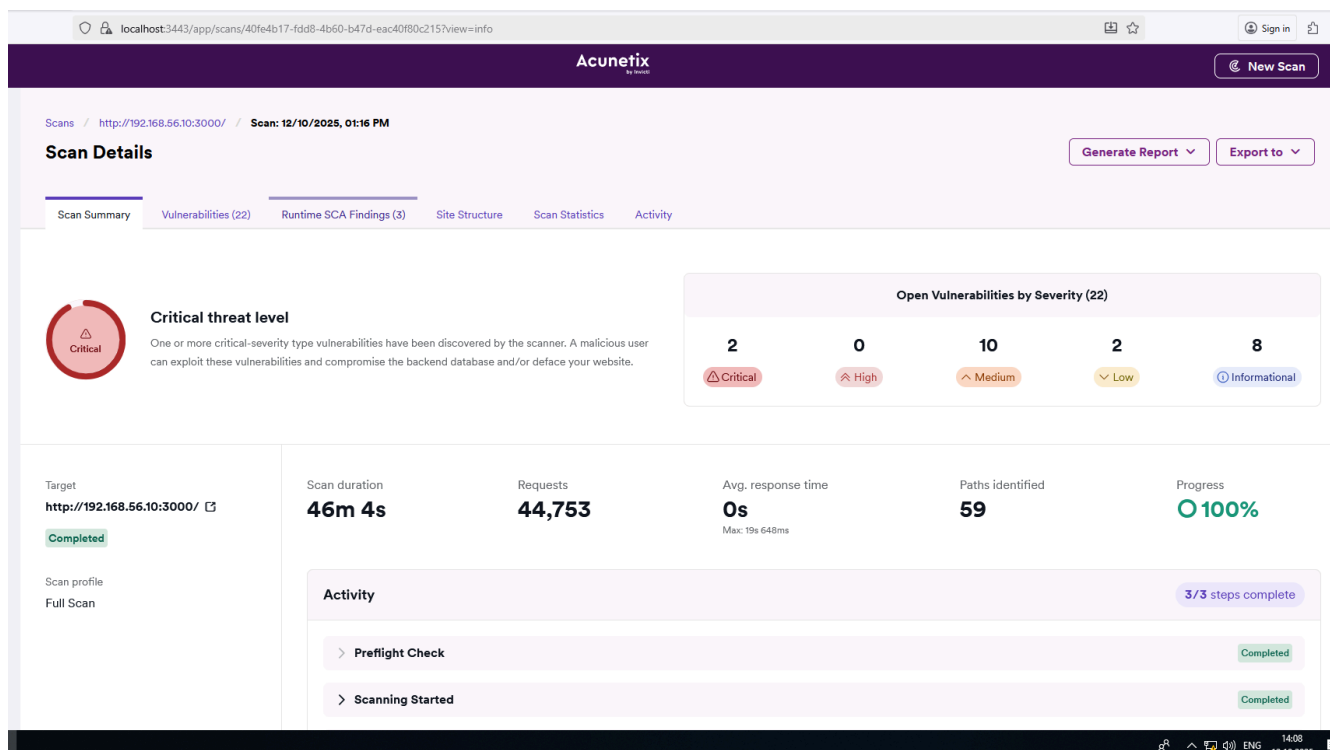 localhost:3443/app/scans/40fe4b17-fdd8-4b60-b47d-eac40f80c215?view=info
Sign in
Acunetix
by Invicti
New Scan
Scans / http://192.168.56.10:3000/ / Scan: 12/10/2025, 01:16 PM
Scan Details
Generate Report
Export to
Scan Summary
Vulnerabilities (22)
Runtime SCA Findings (3)
Site Structure
Scan Statistics
Activity
Critical
Critical threat level
One or more critical-severity type vulnerabilities have been discovered by the scanner. A malicious user
can exploit these vulnerabilities and compromise the backend database and/or deface your website.
Open Vulnerabilities by Severity (22)
2 0 10 2 8
Critical High Medium Low Informational
Target
http://192.168.56.10:3000/
Completed
Scan profile
Full Scan
Scan duration
46m 4s
Requests
44,753
Avg. response time
0s
Max: 19s 648ms
Paths identified
59
Progress
100%
Activity
3/3 steps complete
Preflight Check
Completed
Scanning Started
Completed
ENG
14:08